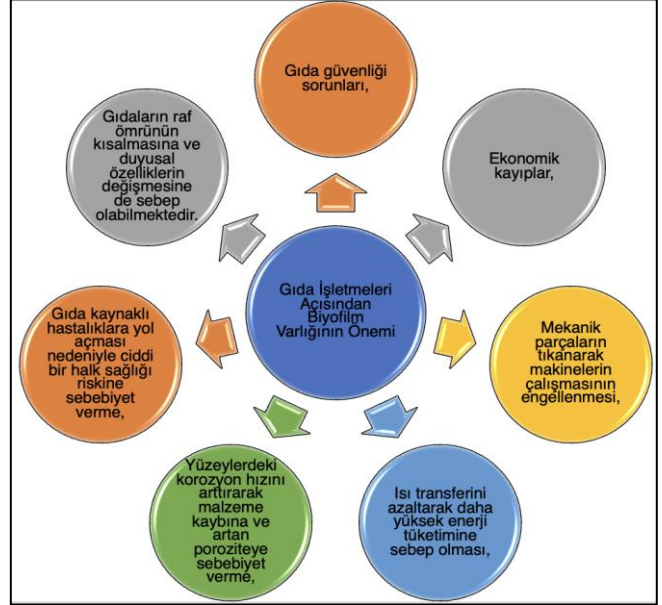 Gıda güvenliği
sorunları,
Ekonomik
kayıplar,
Mekanik
parçaların
tıkanarak
makinelerin
çalışmasının
engellenmesi,
Isı transferini
azaltarak daha
yüksek enerji
tüketimine
sebep olması,
Yüzeylerdeki
korozyon hızını
arttırarak
malzeme
kaybına ve
artan
poroziteye
sebebiyet
verme,
Gıda kaynaklı
hastalıklara yol
açması
nedeniyle ciddi
bir halk sağlığı
riskine
sebebiyet
verme,
Gıdaların raf
ömrünün
kısalmasına ve
duyusal
özelliklerin
değişmesine
de sebep
olabilmektedir.
Gıda İşletmeleri
Açısından
Biyofilm
Varlığının Önemi